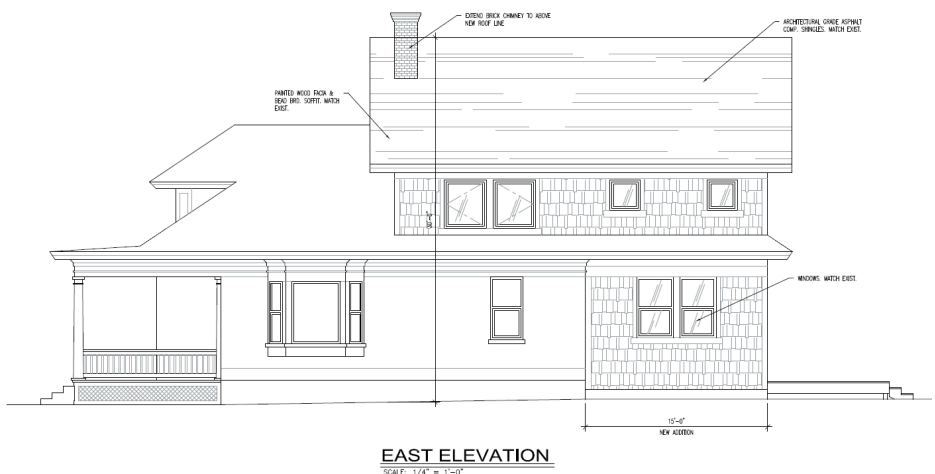 EXTEND BRICK CHIMNEY TO ABOVE
NEW ROOF LINE
ARCHITECTURAL GRADE ASPHALT
COMP. SHINGLES. MATCH EXIST.
PAINTED WOOD FACIA &
BEAD BRD. SOFFIT. MATCH
EXIST.
WINDOWS. MATCH EXIST.
15'-0"
NEW ADDITION
EAST ELEVATION
SCALE: 1/4" = 1'-0"